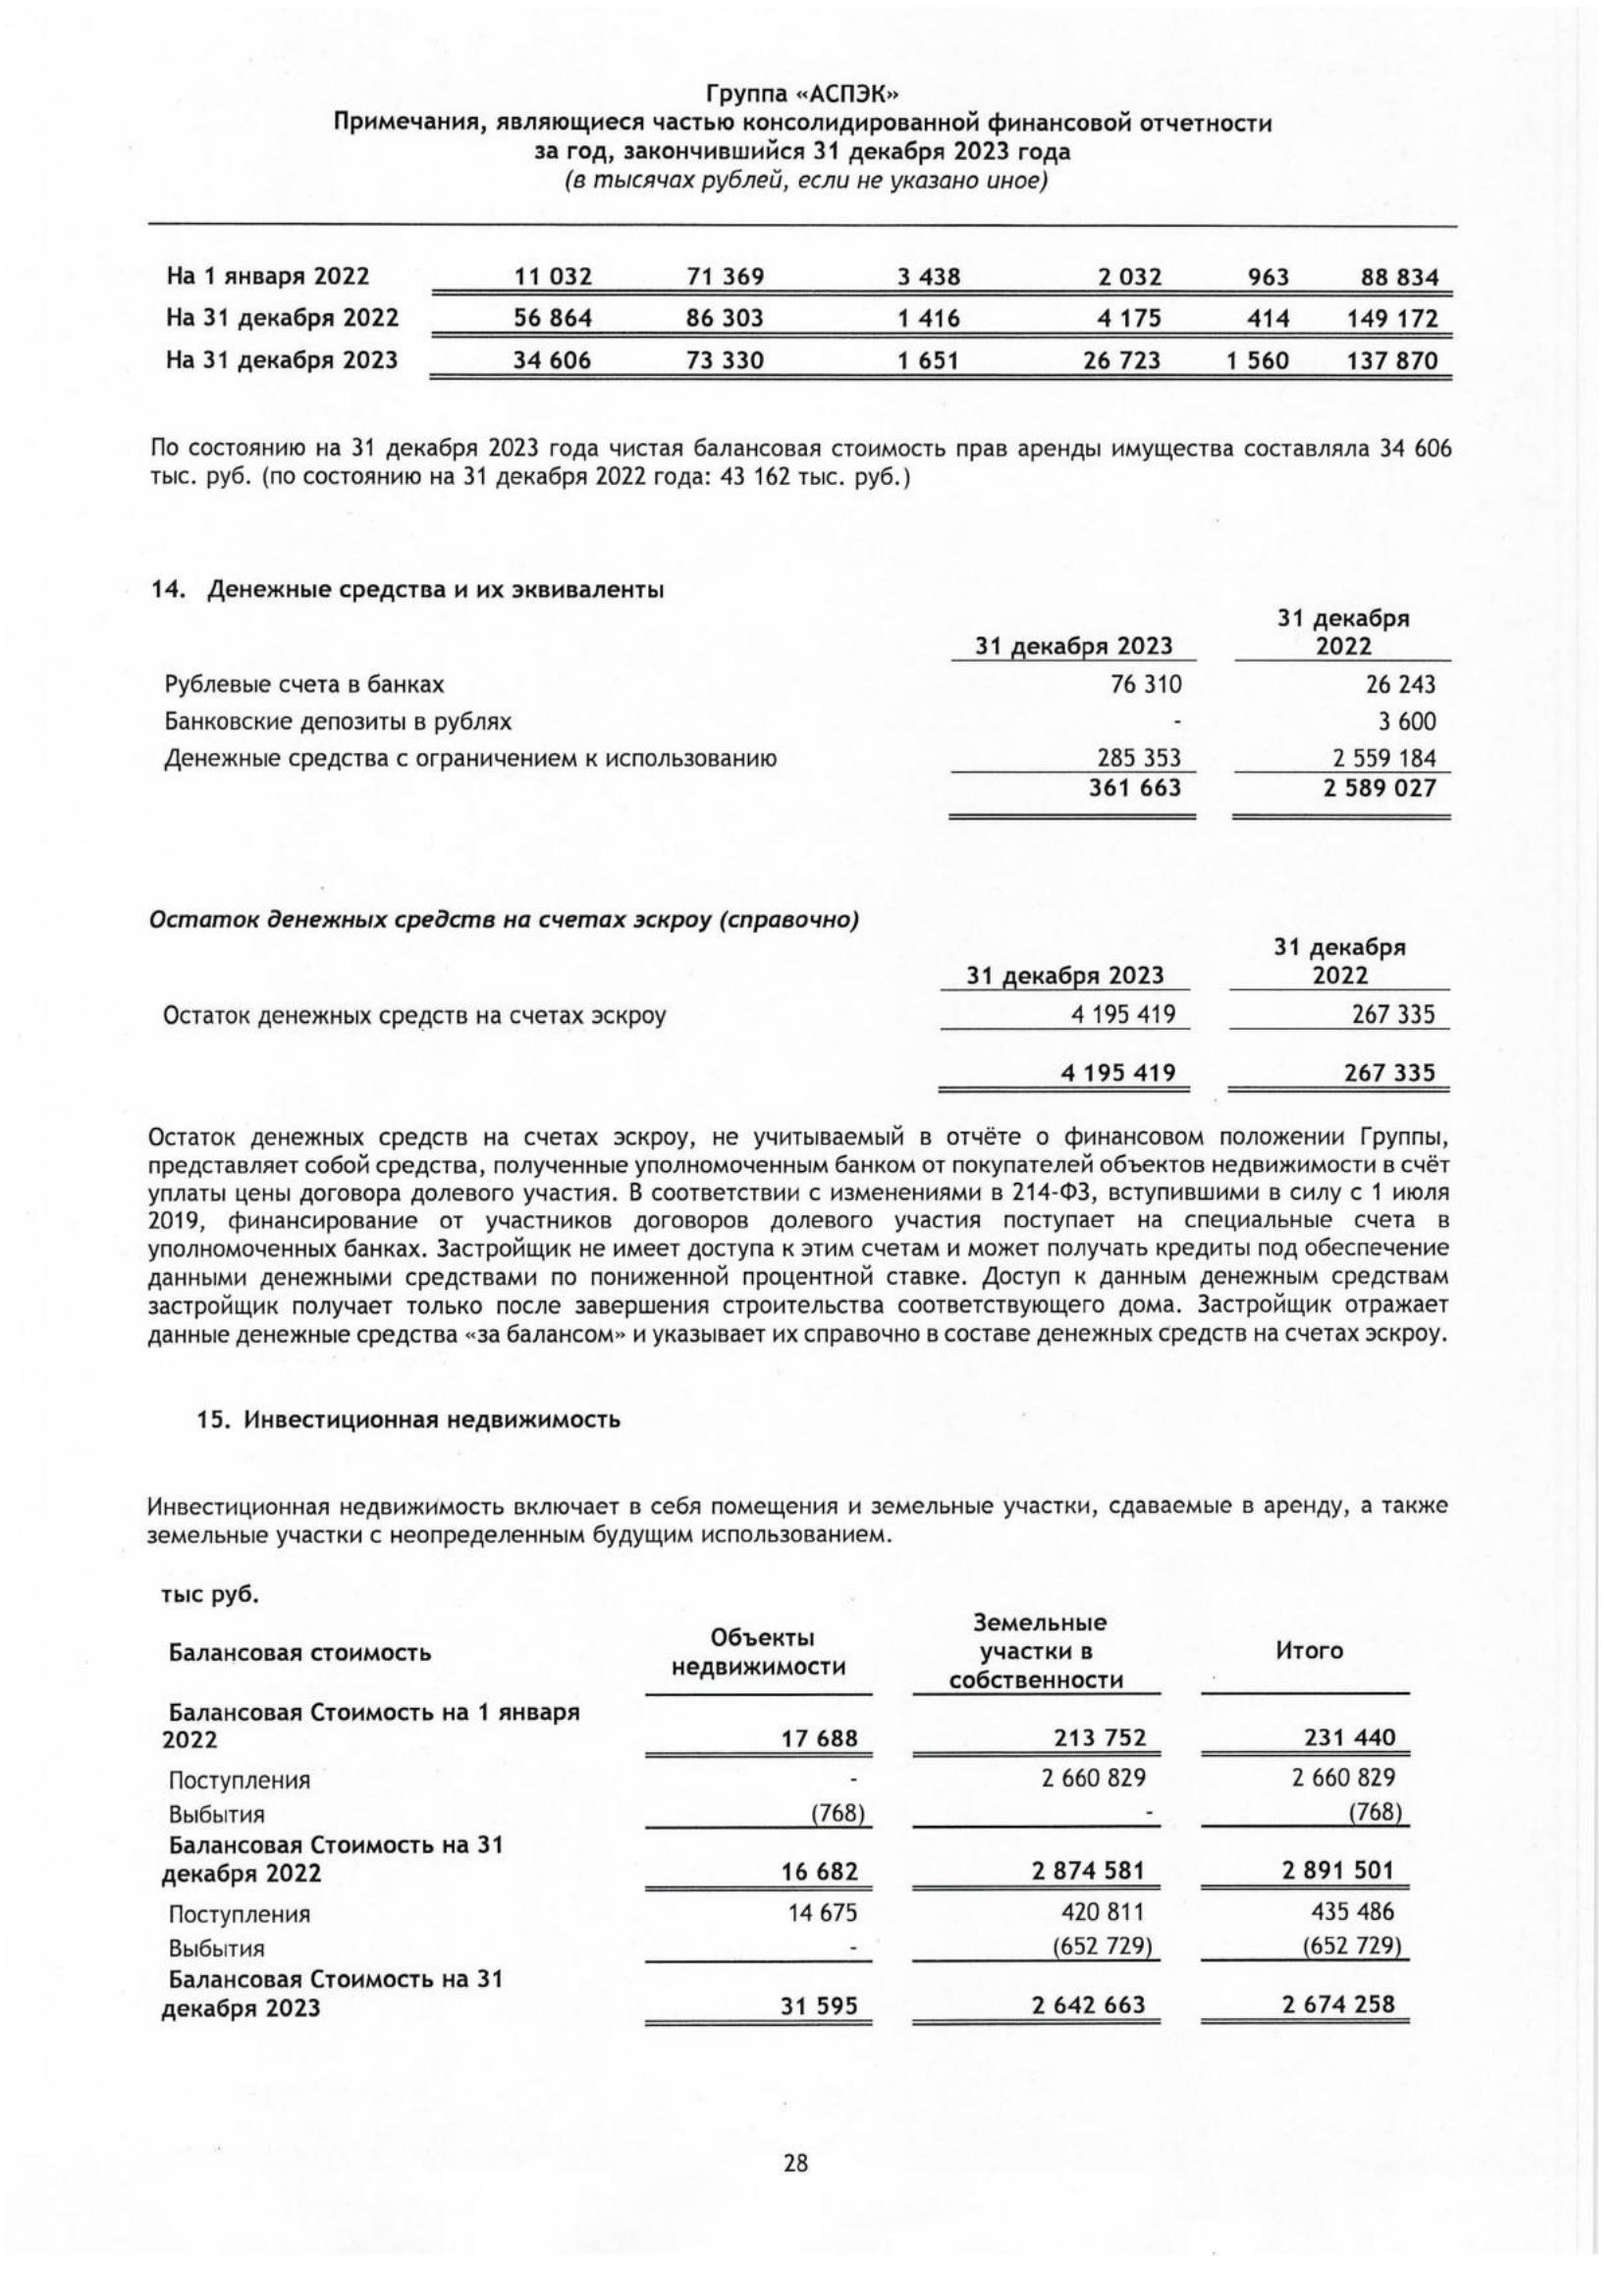 Группа «АСПЭК»
Примечания, являющиеся частью консолидированной финансовой отчетности
за год, закончившийся 31 декабря 2023 года
(в тысячах рублей, если не указано иное)
На 1 января 2022 11 032 71 369 3 438 2 032 963 88 834
На 31 декабря 2022 56 864 86 303 1 416 4 175 414 149 172
На 31 декабря 2023 34 606 73 330 1 651 26 723 1 560 137 870
По состоянию на 31 декабря 2023 года чистая балансовая стоимость прав аренды имущества составляла 34 606
тыс. руб. (по состоянию на 31 декабря 2022 года: 43 162 тыс. руб.)
14. Денежные средства и их эквиваленты
31 декабря
31 декабря 2023 2022
Рублевые счета в банках 76 310 26 243
Банковские депозиты в рублях - 3 600
Денежные средства с ограничением к использованию 285 353 2 559 184
361 663 2 589 027
Остаток денежных средств на счетах эскроу (справочно)
31 декабря
31 декабря 2023 2022
Остаток денежных средств на счетах эскроу 4 195 419 267 335
4 195 419 267 335
Остаток денежных средств на счетах эскроу, не учитываемый в отчёте о финансовом положении Группы,
представляет собой средства, полученные уполномоченным банком от покупателей объектов недвижимости в счёт
уплаты цены договора долевого участия. В соответствии с изменениями в 214-ФЗ, вступившими в силу с 1 июля
2019, финансирование от участников договоров долевого участия поступает на специальные счета в
уполномоченных банках. Застройщик не имеет доступа к этим счетам и может получать кредиты под обеспечение
данными денежными средствами по пониженной процентной ставке. Доступ к данным денежным средствам
застройщик получает только после завершения строительства соответствующего дома. Застройщик отражает
данные денежные средства «за балансом» и указывает их справочно в составе денежных средств на счетах эскроу.
15. Инвестиционная недвижимость
Инвестиционная недвижимость включает в себя помещения и земельные участки, сдаваемые в аренду, а также
земельные участки с неопределенным будущим использованием.
тыс руб.
Балансовая стоимость Объекты недвижимости Земельные участки в собственности Итого
Балансовая Стоимость на 1 января
2022 17 688 213 752 231 440
Поступления - 2 660 829 2 660 829
Выбытия (768) - (768)
Балансовая Стоимость на 31
декабря 2022 16 682 2 874 581 2 891 501
Поступления 14 675 420 811 435 486
Выбытия - (652 729) (652 729)
Балансовая Стоимость на 31
декабря 2023 31 595 2 642 663 2 674 258
28